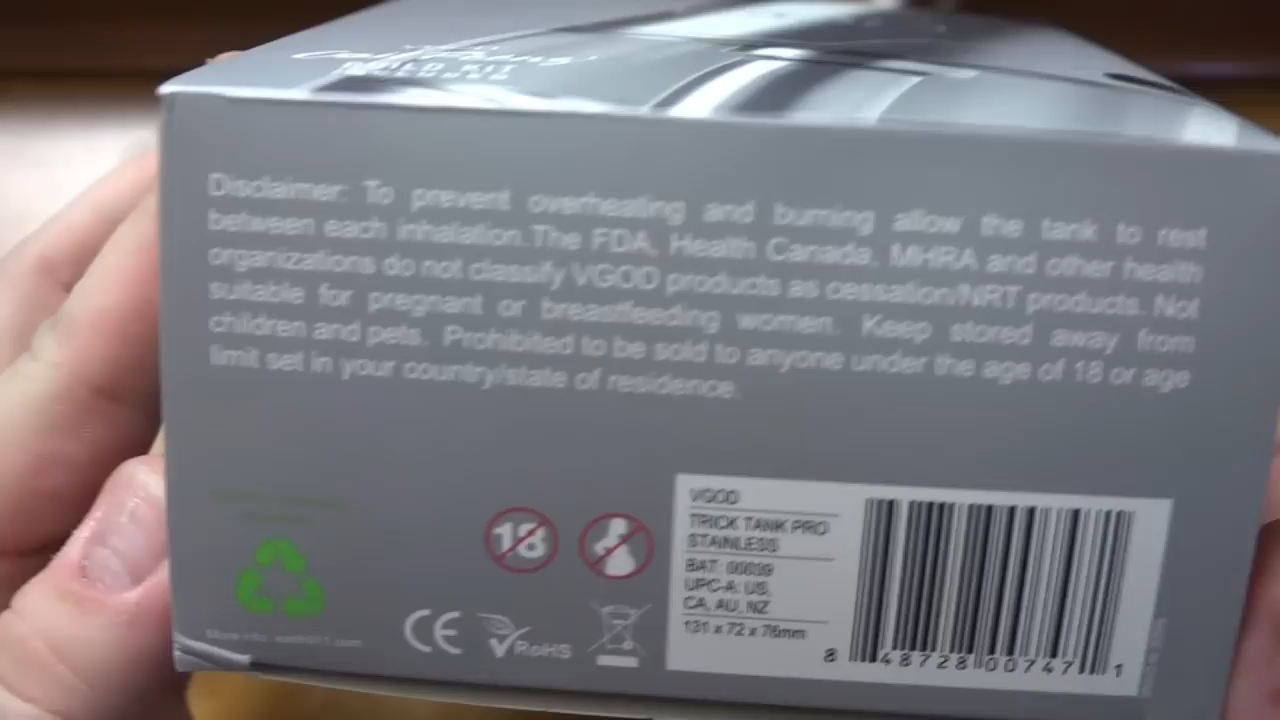 Disclaimer: To prevent overheating and burning allow the tank to rest
between each inhalation.The FDA, Health Canada, MHRA and other health
organizations do not classify VGOD products as cessation/NRT products. Not
suitable for pregnant or breastfeeding women. Keep stored away from
children and pets. Prohibited to be sold to anyone under the age of 18 or age
limit set in your country/state of residence.
18
CE
RoHS
VGOD
TRICK TANK PRO
STAINLESS
BAT: 00039
UPC-A: US,
CA, AU, NZ
131 x 72 x 76mm
8 48728 00747 1